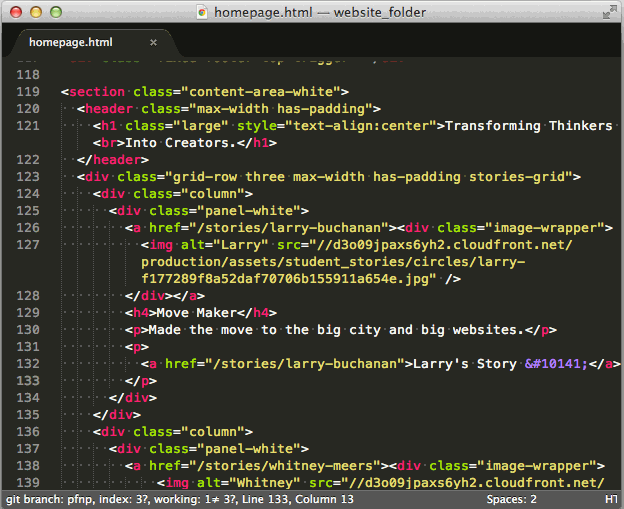 homepage.html — website_folder
homepage.html ×
118
119 <section class="content-area-white">
120 <header class="max-width has-padding">
121 <h1 class="large" style="text-align:center">Transforming Thinkers
<br>Into Creators.</h1>
122 </header>
123 <div class="grid-row three max-width has-padding stories-grid">
124 <div class="column">
125 <div class="panel-white">
126 <a href="/stories/larry-buchanan"><div class="image-wrapper">
127 <img alt="Larry" src="//d3o09jpaxs6yh2.cloudfront.net/
production/assets/student_stories/circles/larry-
f177289f8a52daf70706b155911a654e.jpg" />
128 </div></a>
129 <h4>Move Maker</h4>
130 <p>Made the move to the big city and big websites.</p>
131 <p>
132 <a href="/stories/larry-buchanan">Larry's Story &#10141;</a>
133 </p>
134 </div>
135 </div>
136 <div class="column">
137 <div class="panel-white">
138 <a href="/stories/whitney-meers"><div class="image-wrapper">
139 <img alt="Whitney" src="//d3o09jpaxs6yh2.cloudfront.net/
git branch: pfnp, index: 3?, working: 1≠ 3?, Line 133, Column 13 Spaces: 2